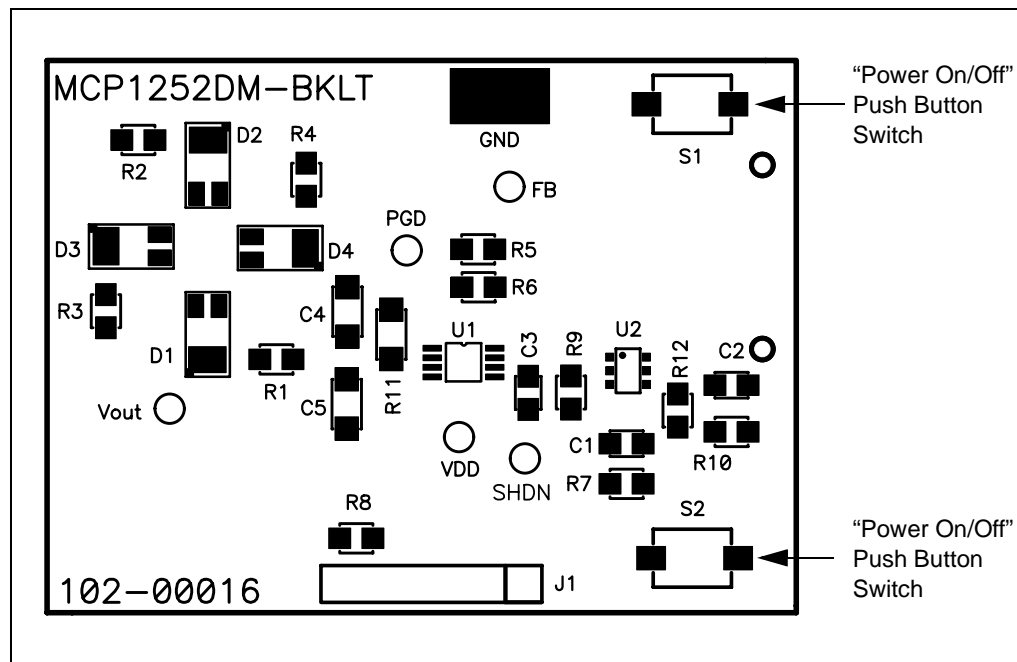 MCP1252DM-BKLT
"Power On/Off"
Push Button
Switch
GND
S1
D2
R4
R2
FB
PGD
D3
D4
R5
R6
R3
C4
U1
U2
D1
R1
C5
R11
C3
R9
R12
C2
Vout
VDD
SHDN
C1
R7
R10
R8
S2
"Power On/Off"
Push Button
Switch
J1
102-00016